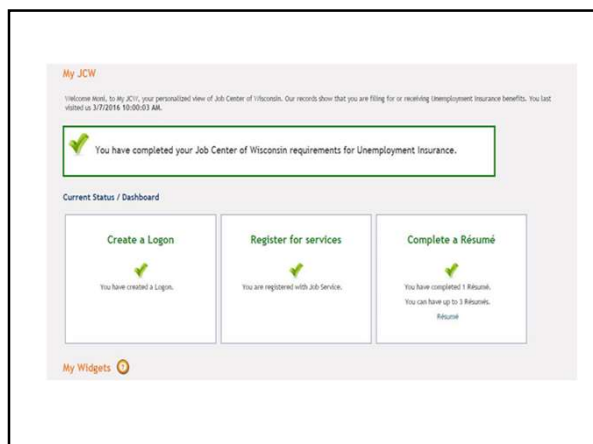 My JCW
Welcome Moni, to My JCW, your personalized view of Job Center of Wisconsin. Our records show that you are filing for or receiving Unemployment Insurance benefits. You last
visited us 3/7/2016 10:00:03 AM.
You have completed your Job Center of Wisconsin requirements for Unemployment Insurance.
Current Status / Dashboard
Create a Logon
You have created a Logon.
Register for services
You are registered with Job Service.
Complete a Résumé
You have completed 1 Résumé.
You can have up to 3 Résumés.
Résumé
My Widgets